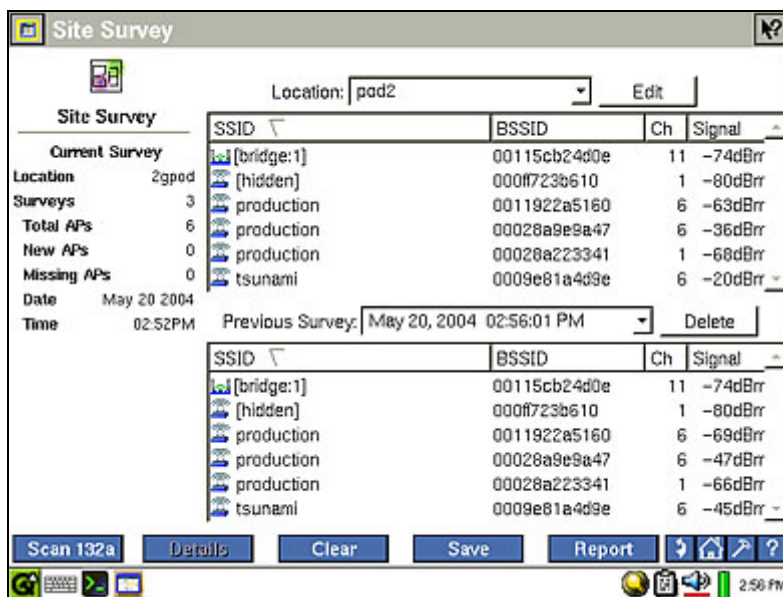 Site Survey
Location: pod2 Edit
Site Survey
Current Survey
Location 2gpod
Surveys 3
Total APs 6
New APs 0
Missing APs 0
Date May 20 2004
Time 02:52PM
SSID BSSID Ch Signal
[bridge:1] 00115cb24d0e 11 -74dBm
[hidden] 000ff723b610 1 -80dBm
production 0011922a5160 6 -63dBm
production 00028a9e9a47 6 -36dBm
production 00028a223341 1 -68dBm
tsunami 0009e81a4d9e 6 -20dBm
Previous Survey: May 20, 2004 02:56:01 PM Delete
SSID BSSID Ch Signal
[bridge:1] 00115cb24d0e 11 -74dBm
[hidden] 000ff723b610 1 -80dBm
production 0011922a5160 6 -69dBm
production 00028a9e9a47 6 -47dBm
production 00028a223341 1 -66dBm
tsunami 0009e81a4d9e 6 -45dBm
Scan 132a Details Clear Save Report ?
2:56 PM